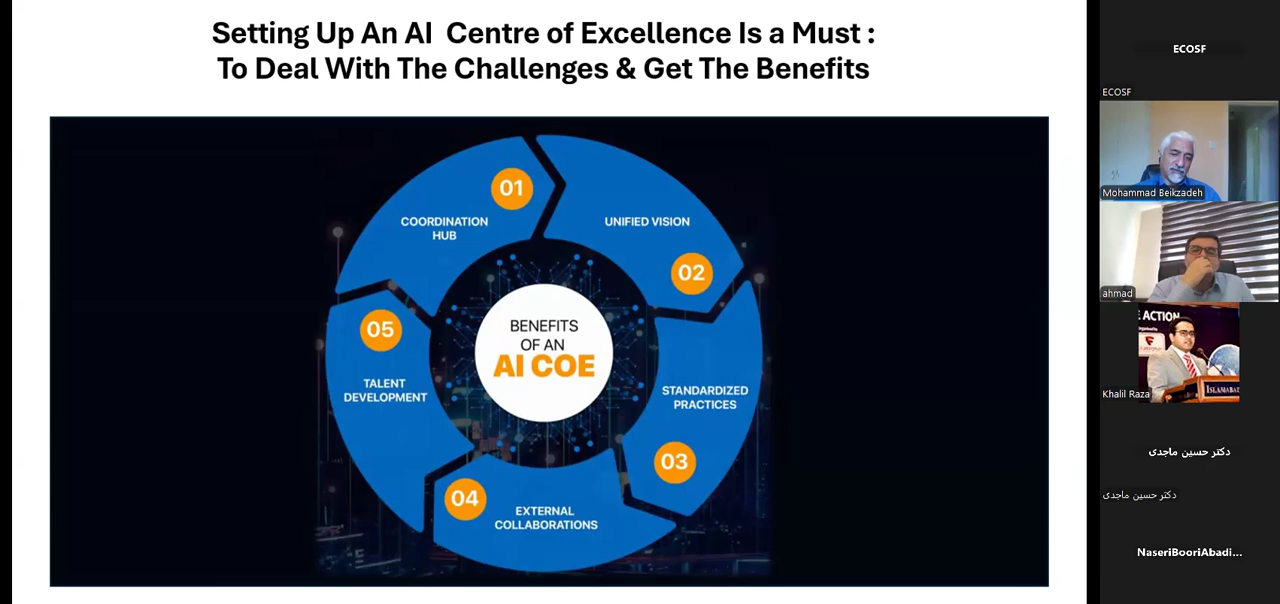 Setting Up An AI Centre of Excellence Is a Must :
To Deal With The Challenges & Get The Benefits
01
COORDINATION
HUB
UNIFIED VISION
02
05
TALENT
DEVELOPMENT
BENEFITS
OF AN
AI COE
STANDARDIZED
PRACTICES
03
04
EXTERNAL
COLLABORATIONS
ECOSF
ECOSF
Mohammad Beikzadeh
ahmad
E ACTION
ISLAMABAD
Khalil Raza
دکتر حسین ماجدی
دکتر حسین ماجدی
NaseriBooriAbadi...